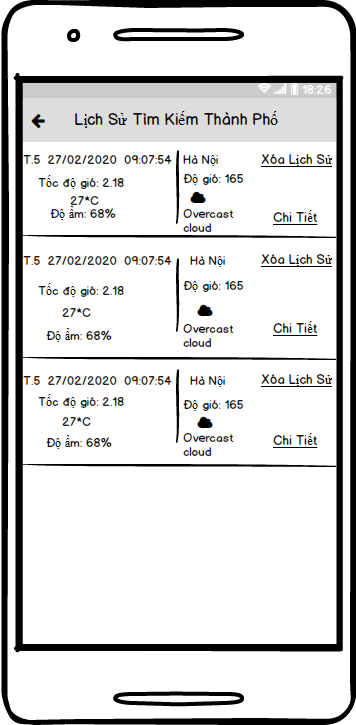 18:26
Lịch Sử Tìm Kiếm Thành Phố
T.5 27/02/2020 09:07:54
Tốc độ gió: 2.18
27*C
Độ ẩm: 68%
Hà Nội
Độ gió: 165
Overcast
cloud
Xóa Lịch Sử
Chi Tiết
T.5 27/02/2020 09:07:54
Tốc độ gió: 2.18
27*C
Độ ẩm: 68%
Hà Nội
Độ gió: 165
Overcast
cloud
Xóa Lịch Sử
Chi Tiết
T.5 27/02/2020 09:07:54
Tốc độ gió: 2.18
27*C
Độ ẩm: 68%
Hà Nội
Độ gió: 165
Overcast
cloud
Xóa Lịch Sử
Chi Tiết